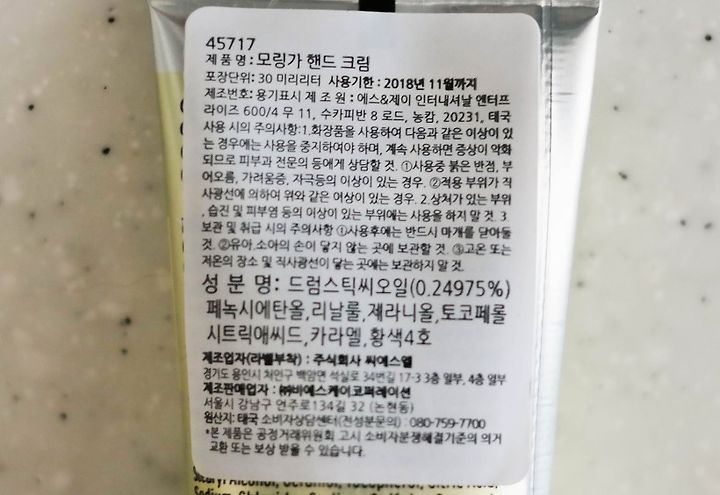 45717
제 품 명 : 모링가 핸드 크림
포장단위: 30 미리리터 사용기한 : 2018년 11월까지
제조번호: 용기표시 제 조 원 : 에스&제이 인터내셔날 엔터프
라이즈 600/4 무 11, 수카피반 8 로드, 농캄, 20231, 태국
사용 시의 주의사항:1.화장품을 사용하여 다음과 같은 이상이 있
는 경우에는 사용을 중지하여야 하며, 계속 사용하면 증상이 악화
되므로 피부과 전문의 등에게 상담할 것. ①사용중 붉은 반점, 부
어오름, 가려움증, 자극등의 이상이 있는 경우. ②적용 부위가 직
사광선에 의하여 위와 같은 이상이 있는 경우. 2.상처가 있는 부위
, 습진 및 피부염 등의 이상이 있는 부위에는 사용을 하지 말 것. 3.
보관 및 취급 시의 주의사항 ①사용후에는 반드시 마개를 닫아둘
것. ②유아.소아의 손이 닿지 않는 곳에 보관할 것. ③고온 또는
저온의 장소 및 직사광선이 닿는 곳에는 보관하지 말 것.
성 분 명: 드럼스틱씨오일(0.24975%)
페녹시에탄올,리날룰,제라니올,토코페롤
시트릭애씨드,카라멜,황색4호
제조업자(라벨부착) : 주식회사 씨에스엘
경기도 용인시 처인구 백암면 석실로 34번길 17-3 3층 일부, 4층 일부
제조판매업자 : ㈜비에스케이코퍼레이션
서울시 강남구 언주로134길 32 (논현동)
원산지: 태국 소비자상담센터(전성분문의) : 080-759-7700
*본 제품은 공정거래위원회 고시 소비자분쟁해결기준의 의거
교환 또는 보상 받을 수 있습니다.